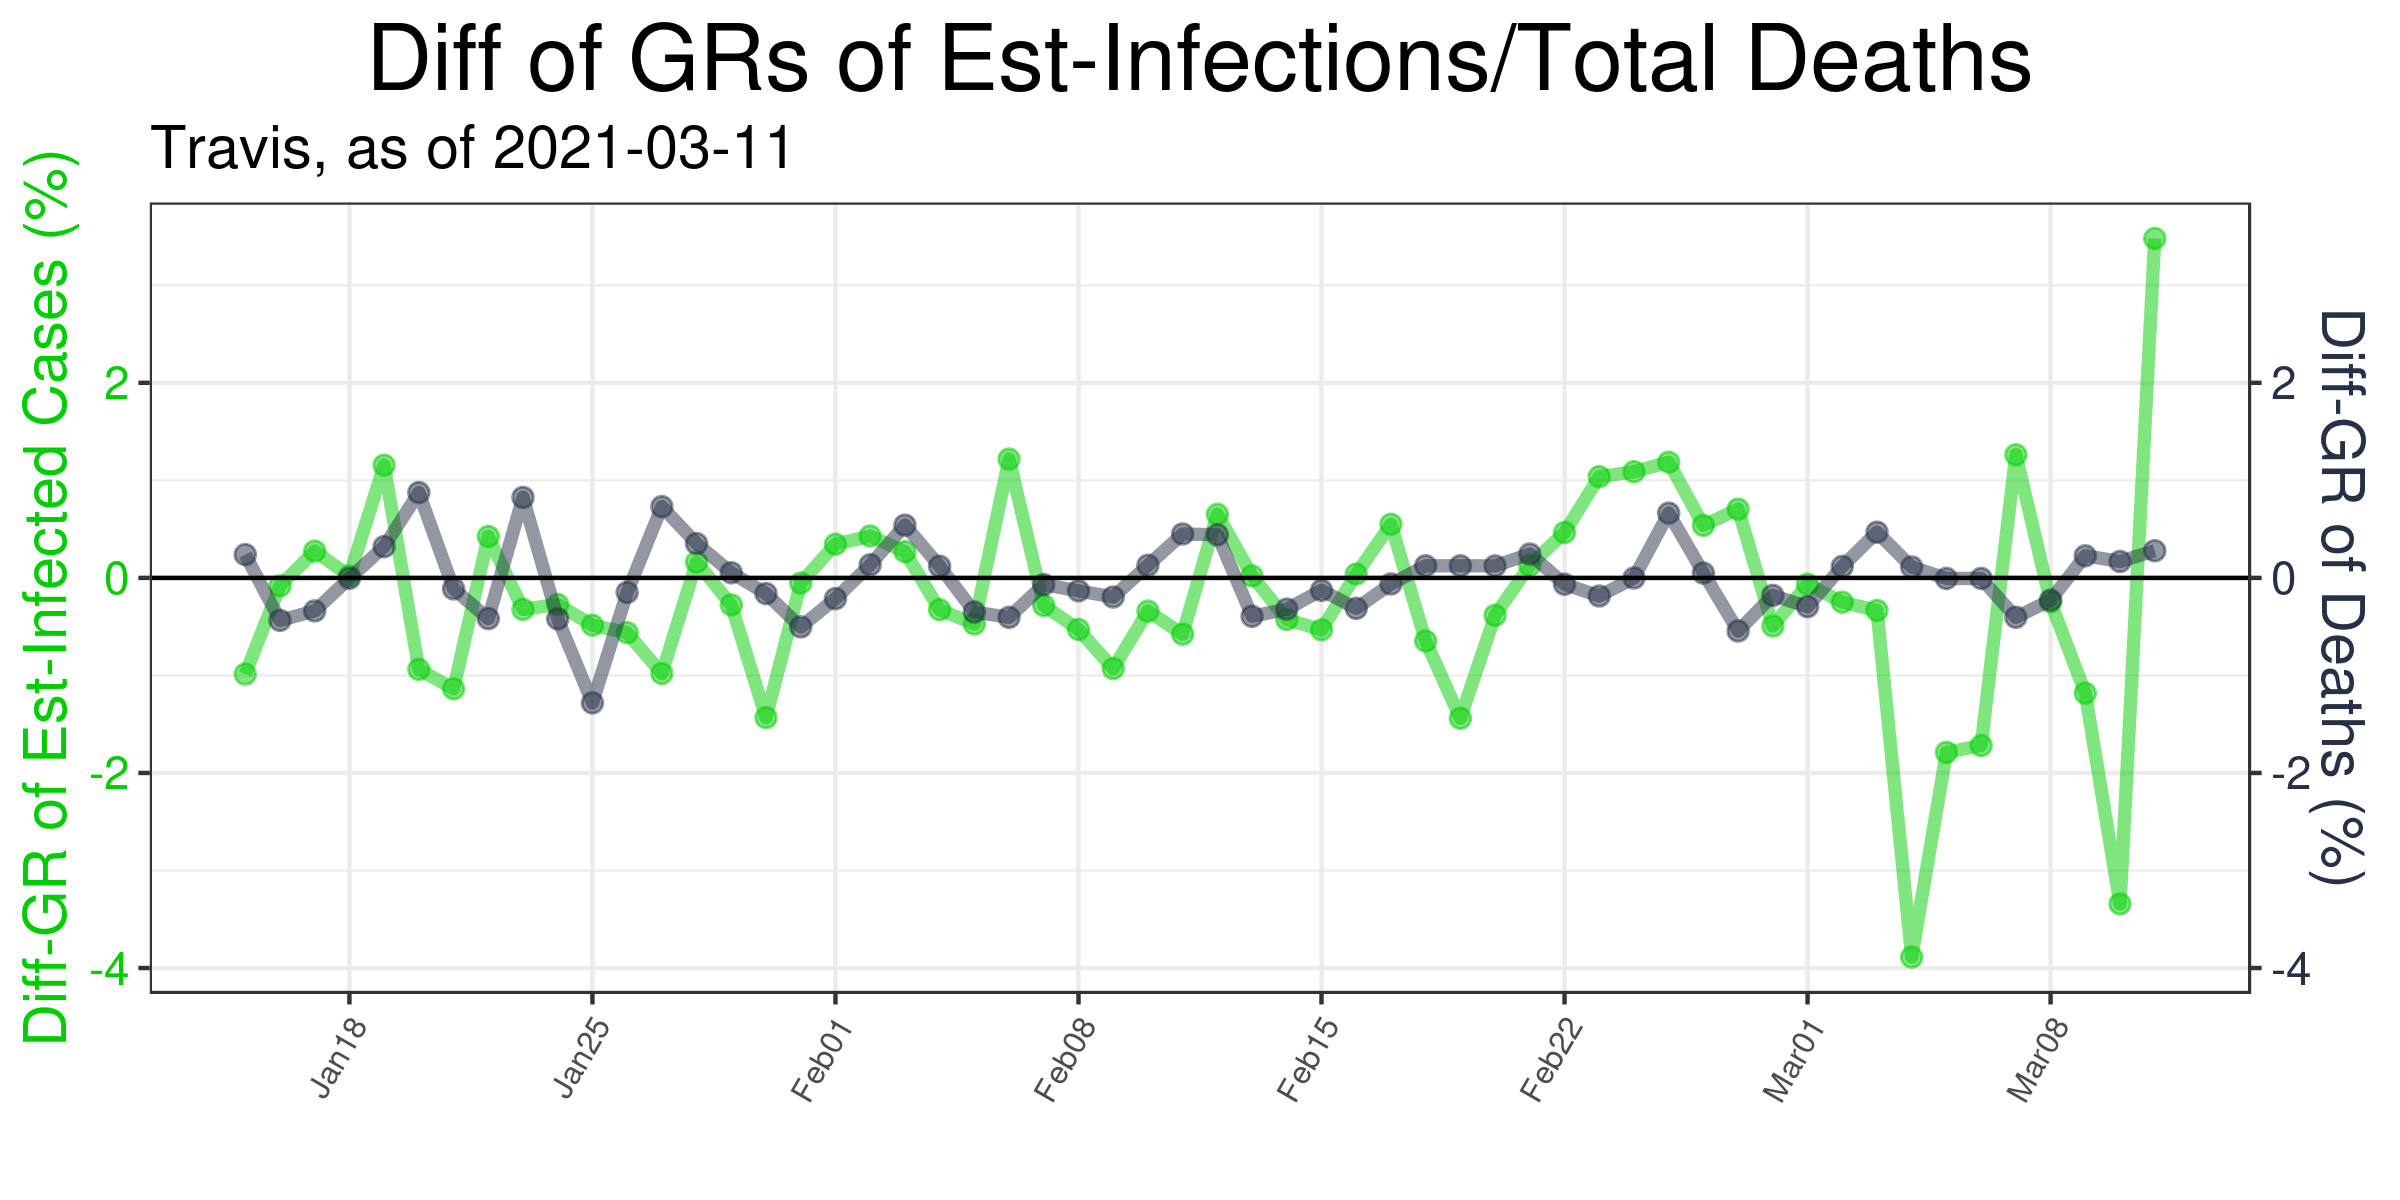 Diff of GRs of Est-Infections/Total Deaths
Travis, as of 2021-03-11
Diff-GR of Est-Infected Cases (%)
2
0
-2
-4
2
0
-2
-4
Diff-GR of Deaths (%)
Jan18
Jan25
Feb01
Feb08
Feb15
Feb22
Mar01
Mar08